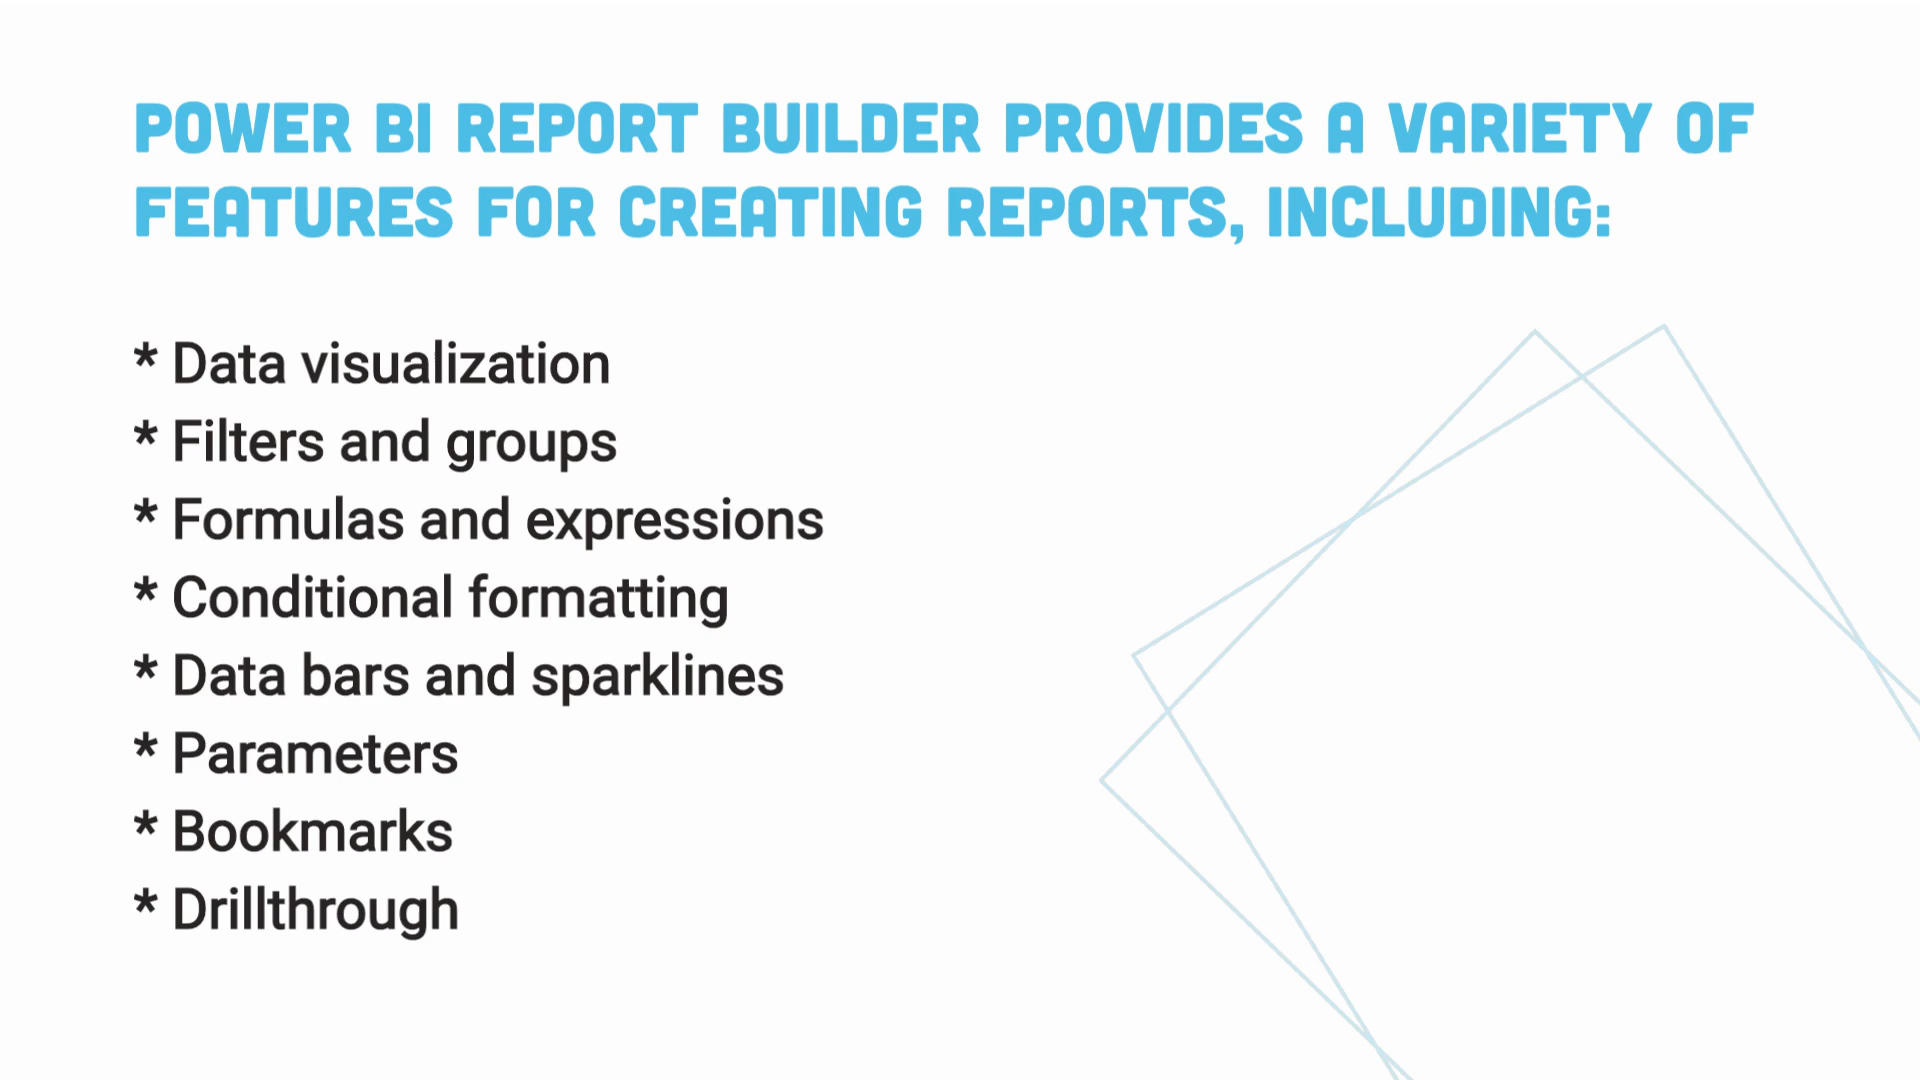 POWER BI REPORT BUILDER PROVIDES A VARIETY OF
FEATURES FOR CREATING REPORTS, INCLUDING:
* Data visualization
* Filters and groups
* Formulas and expressions
* Conditional formatting
* Data bars and sparklines
* Parameters
* Bookmarks
* Drillthrough